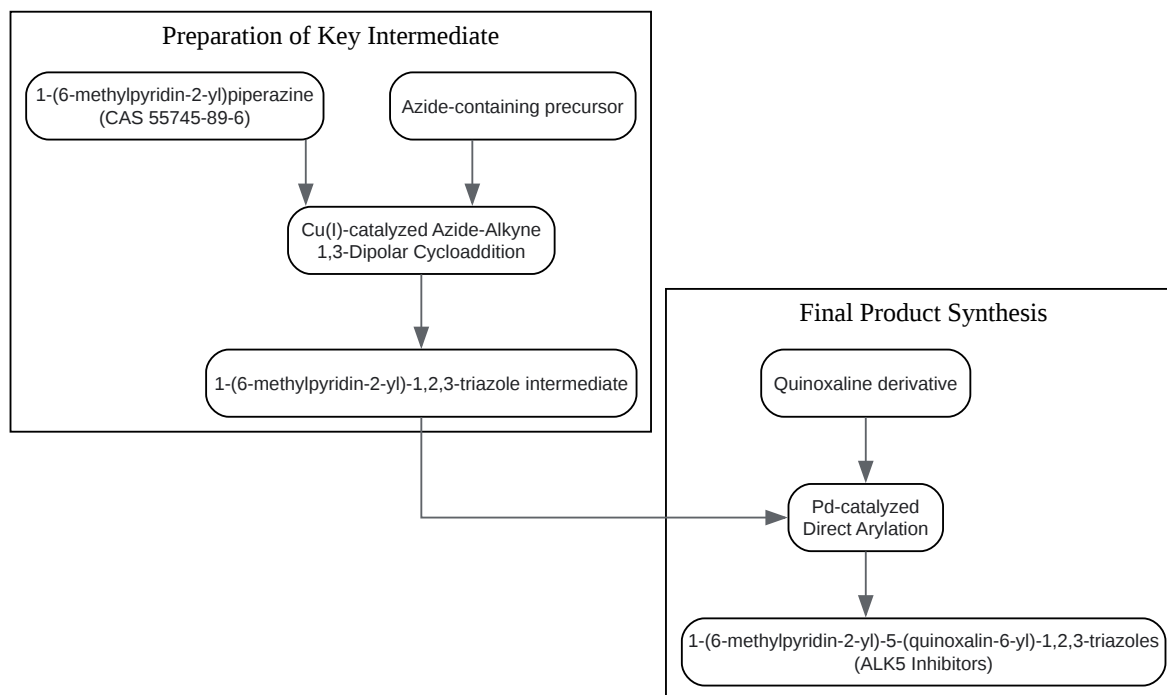 Preparation of Key Intermediate
1-(6-methylpyridin-2-yl)piperazine
(CAS 55745-89-6)
Azide-containing precursor
Cu(I)-catalyzed Azide-Alkyne
1,3-Dipolar Cycloaddition
1-(6-methylpyridin-2-yl)-1,2,3-triazole intermediate
Final Product Synthesis
Quinoxaline derivative
Pd-catalyzed
Direct Arylation
1-(6-methylpyridin-2-yl)-5-(quinoxalin-6-yl)-1,2,3-triazoles
(ALK5 Inhibitors)